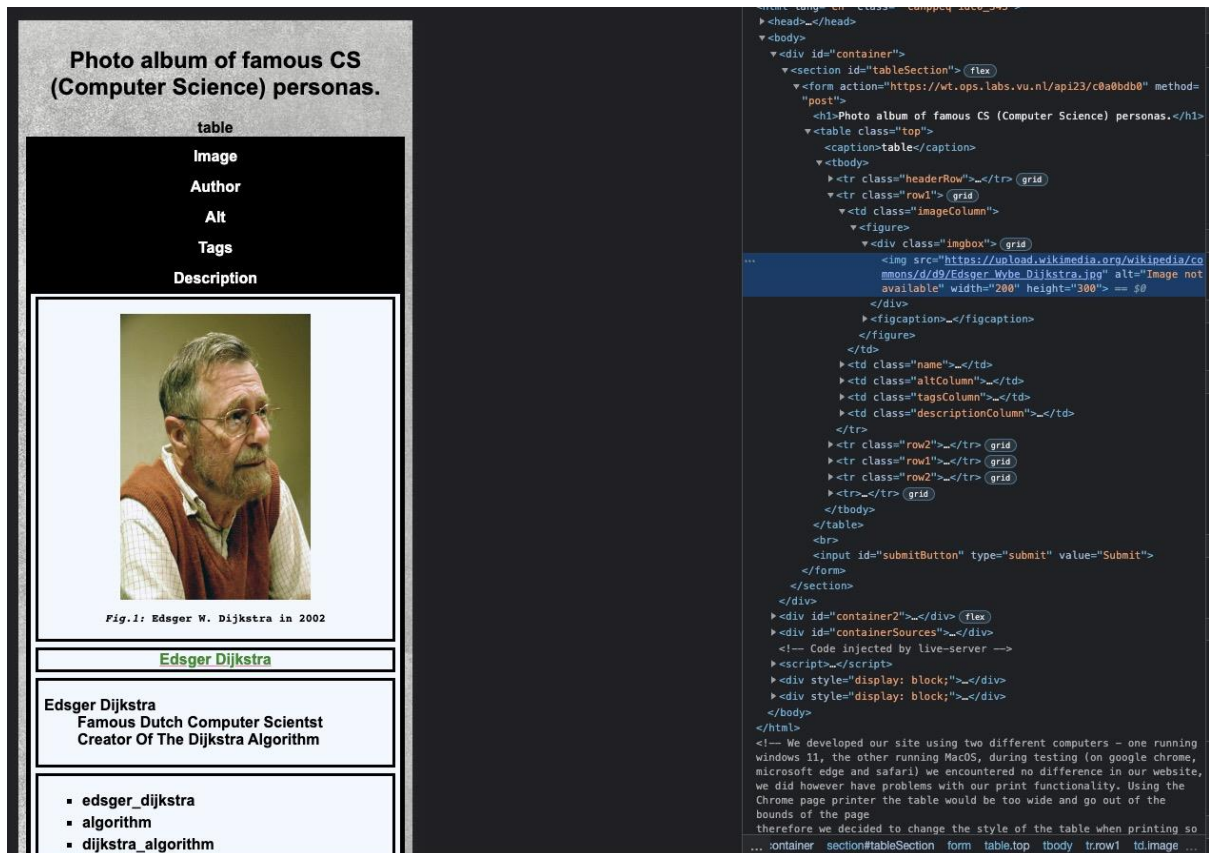 Photo album of famous CS
(Computer Science) personas.
table
Image
Author
Alt
Tags
Description
Fig.1: Edsger W. Dijkstra in 2002
Edsger Dijkstra
Edsger Dijkstra
Famous Dutch Computer Scientst
Creator Of The Dijkstra Algorithm
▪ edsger_dijkstra
▪ algorithm
▪ dijkstra_algorithm
▶<head>…</head>
▼<body>
▼<div id="container">
▼<section id="tableSection"> flex
▼<form action="https://wt.ops.labs.vu.nl/api23/c0a0bdb0" method=
"post">
<h1>Photo album of famous CS (Computer Science) personas.</h1>
▼<table class="top">
<caption>table</caption>
▼<tbody>
▶<tr class="headerRow">…</tr> grid
▼<tr class="row1"> grid
▼<td class="imageColumn">
▼<figure>
▼<div class="imgbox"> grid
… <img src="https://upload.wikimedia.org/wikipedia/co
mmons/d/d9/Edsger_Wybe_Dijkstra.jpg" alt="Image not
available" width="200" height="300"> == $0
</div>
▶<figcaption>…</figcaption>
</figure>
</td>
▶<td class="name">…</td>
▶<td class="altColumn">…</td>
▶<td class="tagsColumn">…</td>
▶<td class="descriptionColumn">…</td>
</tr>
▶<tr class="row2">…</tr> grid
▶<tr class="row1">…</tr> grid
▶<tr class="row2">…</tr> grid
▶<tr>…</tr> grid
</tbody>
</table>
<br>
<input id="submitButton" type="submit" value="Submit">
</form>
</section>
</div>
▶<div id="container2">…</div> flex
▶<div id="containerSources">…</div>
<!-- Code injected by live-server -->
▶<script>…</script>
▶<div style="display: block;">…</div>
▶<div style="display: block;">…</div>
</body>
</html>
<!-- We developed our site using two different computers - one running
windows 11, the other running MacOS, during testing (on google chrome,
microsoft edge and safari) we encountered no difference in our website,
we did however have problems with our print functionality. Using the
Chrome page printer the table would be too wide and go out of the
bounds of the page
therefore we decided to change the style of the table when printing so
... :ontainer section#tableSection form table.top tbody tr.row1 td.image ...